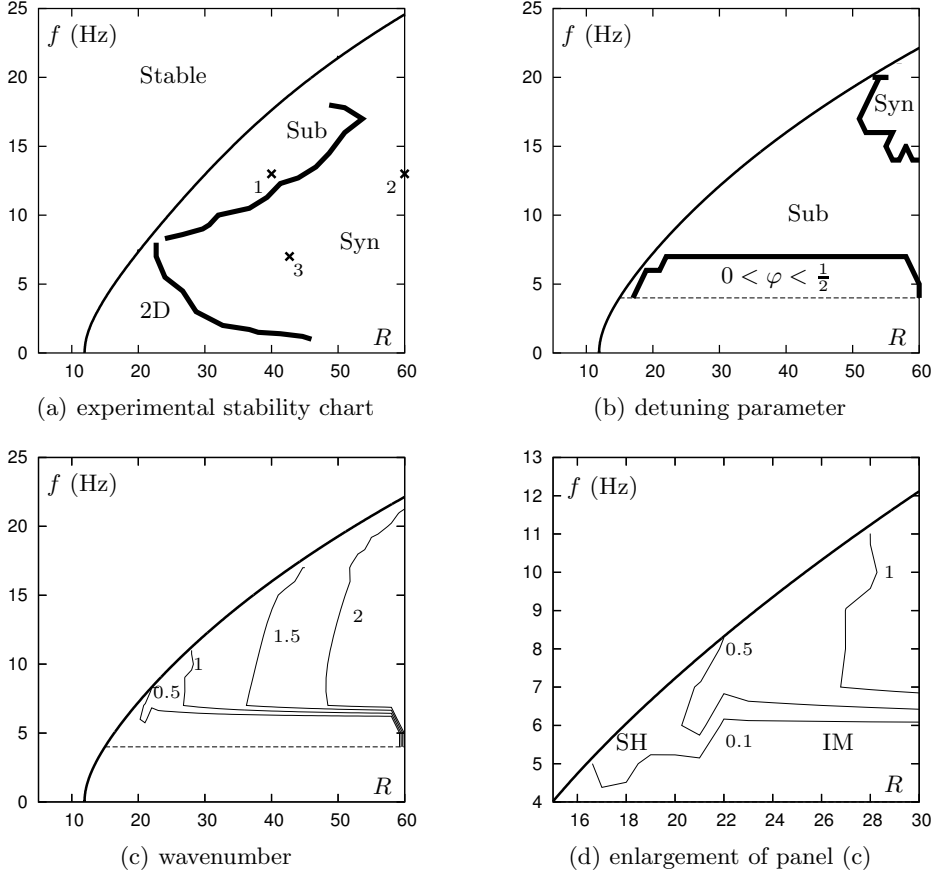 25
20
15
10
5
0
f (Hz)
Stable
Sub
1
2
Syn
3
2D
R
10 20 30 40 50 60
(a) experimental stability chart
25
20
15
10
5
0
f (Hz)
Syn
Sub
0 < φ < 1/2
R
10 20 30 40 50 60
(b) detuning parameter
25
20
15
10
5
0
f (Hz)
2
1.5
1
0.5
R
10 20 30 40 50 60
(c) wavenumber
13
12
11
10
9
8
7
6
5
4
f (Hz)
1
0.5
SH 0.1 IM
R
16 18 20 22 24 26 28 30
(d) enlargement of panel (c)